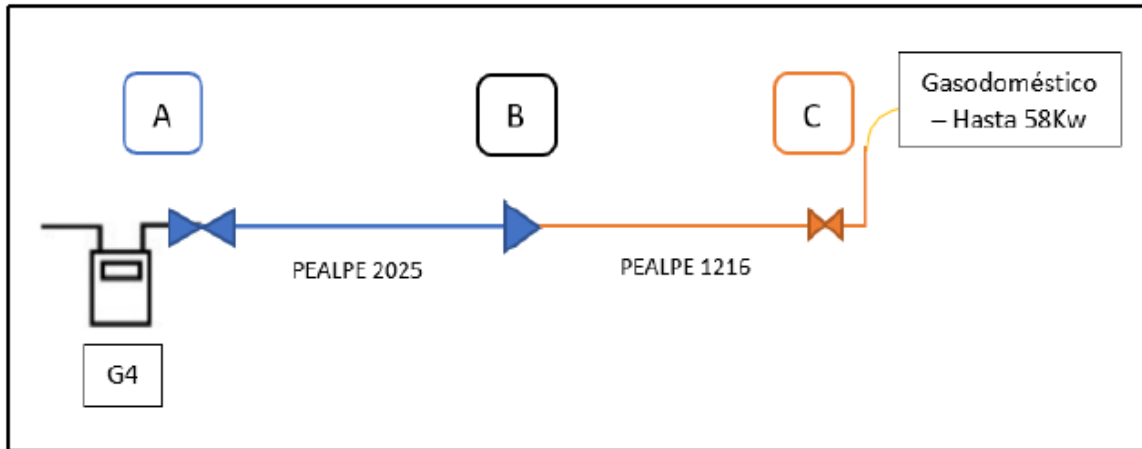 A
B
C
Gasodoméstico
– Hasta 58Kw
PEALPE 2025
PEALPE 1216
G4